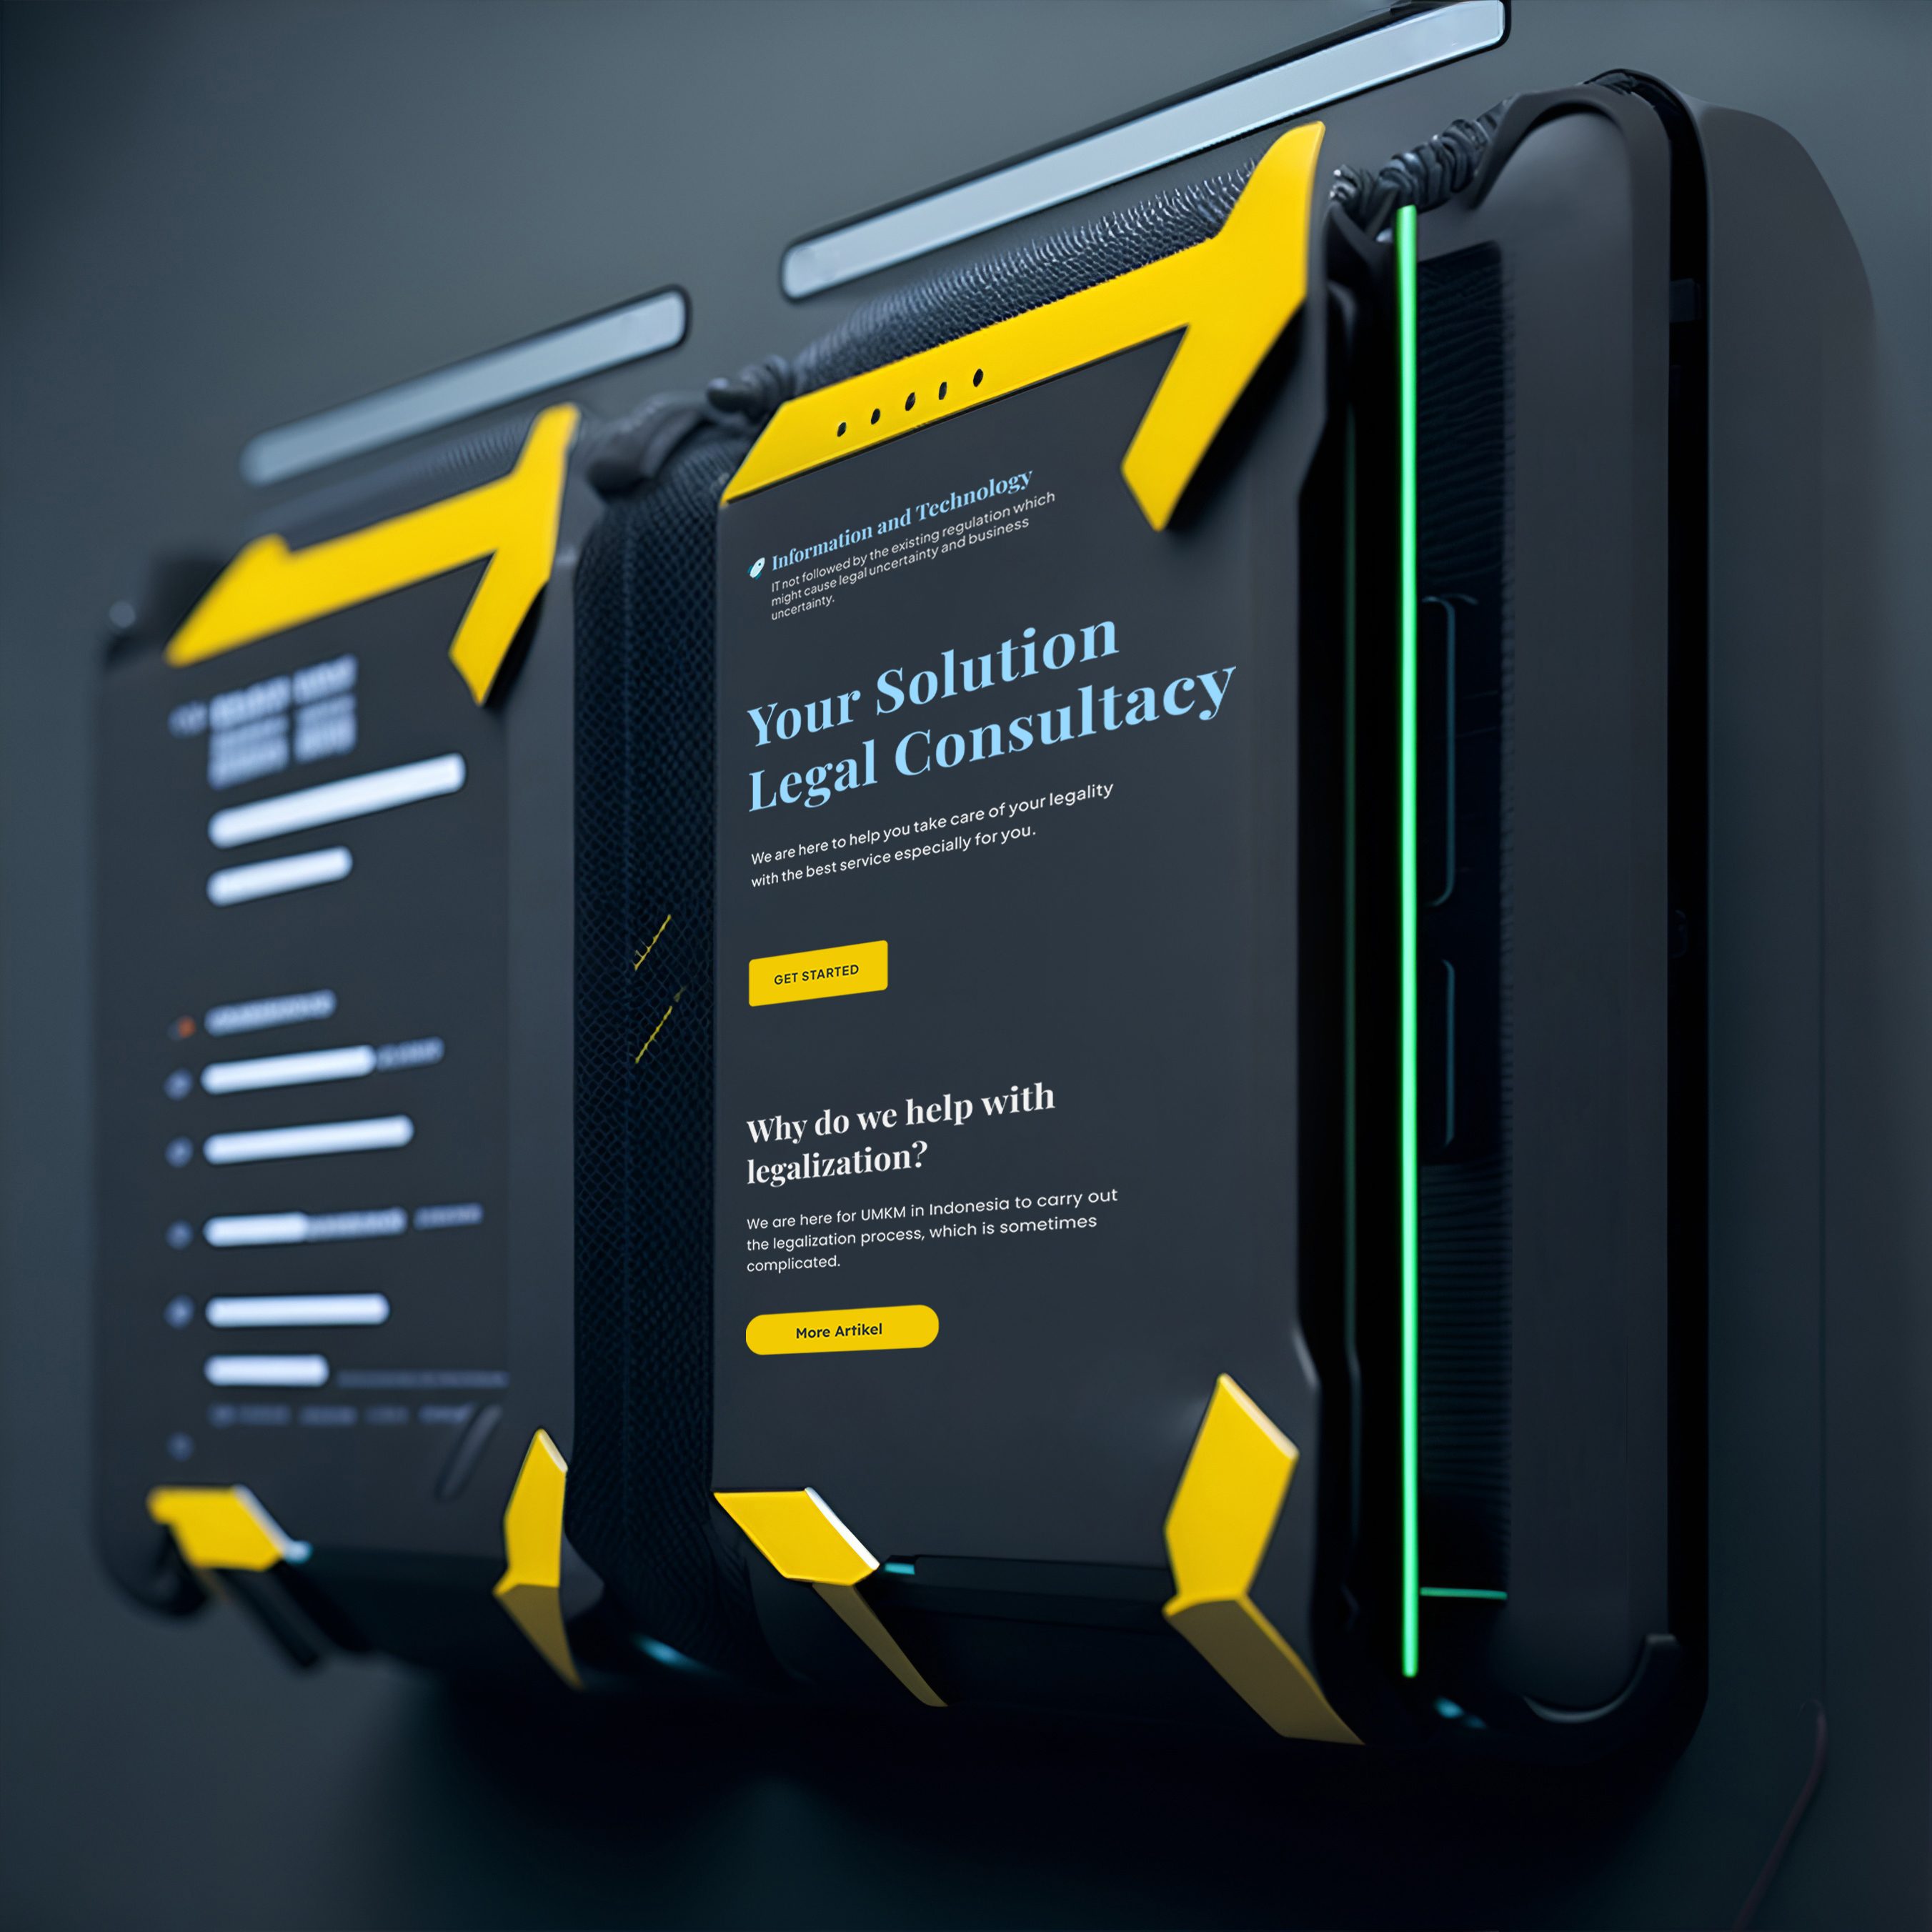 Information and Technology
IT not followed by the existing regulation which
might cause legal uncertainty and business
uncertainty.
Your Solution
Legal Consultacy
We are here to help you take care of your legality
with the best service especially for you.
GET STARTED
Why do we help with
legalization?
We are here for UMKM in Indonesia to carry out
the legalization process, which is sometimes
complicated.
More Artikel